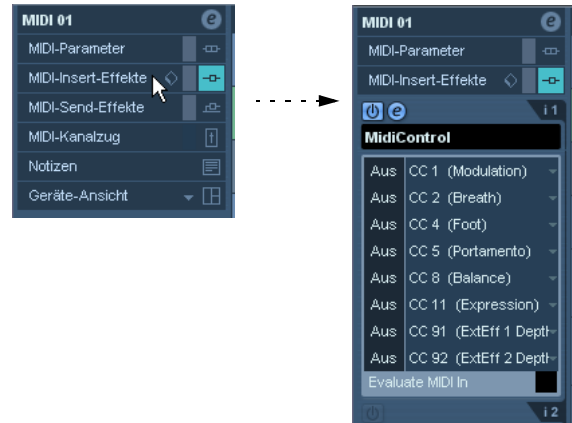 MIDI 01
MIDI-Parameter
MIDI-Insert-Effekte
MIDI-Send-Effekte
MIDI-Kanalzug
Notizen
Geräte-Ansicht
MIDI 01
MIDI-Parameter
MIDI-Insert-Effekte
i 1
MidiControl
Aus CC 1 (Modulation)
Aus CC 2 (Breath)
Aus CC 4 (Foot)
Aus CC 5 (Portamento)
Aus CC 8 (Balance)
Aus CC 11 (Expression)
Aus CC 91 (ExtEff 1 Depth
Aus CC 92 (ExtEff 2 Depth
Evaluate MIDI In
i 2